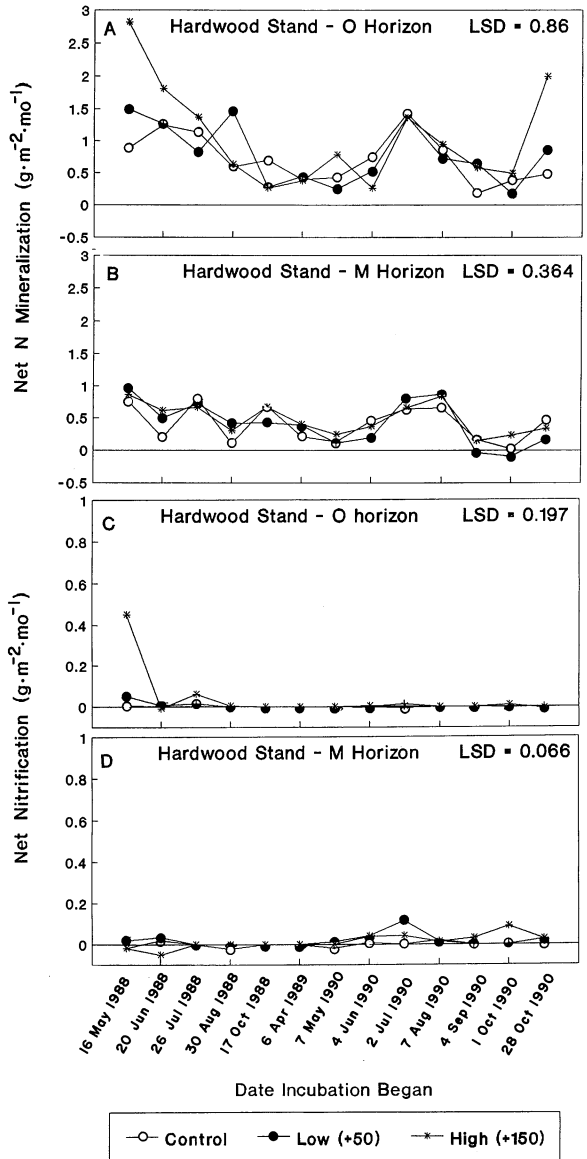 A Hardwood Stand - O Horizon LSD = 0.86
3
2.5
2
1.5
1
0.5
0
-0.5
B Hardwood Stand - M Horizon LSD = 0.364
3
2.5
2
1.5
1
0.5
0
-0.5
Net N Mineralization (g·m-2·mo-1)
C Hardwood Stand - O horizon LSD = 0.197
1
0.8
0.6
0.4
0.2
0
D Hardwood Stand - M Horizon LSD = 0.066
1
0.8
0.6
0.4
0.2
0
Net Nitrification (g·m-2·mo-1)
16 May 1988
20 Jun 1988
26 Jul 1988
30 Aug 1988
17 Oct 1988
6 Apr 1989
7 May 1990
4 Jun 1990
2 Jul 1990
7 Aug 1990
4 Sep 1990
1 Oct 1990
28 Oct 1990
Date Incubation Began
Control Low (+50) High (+150)